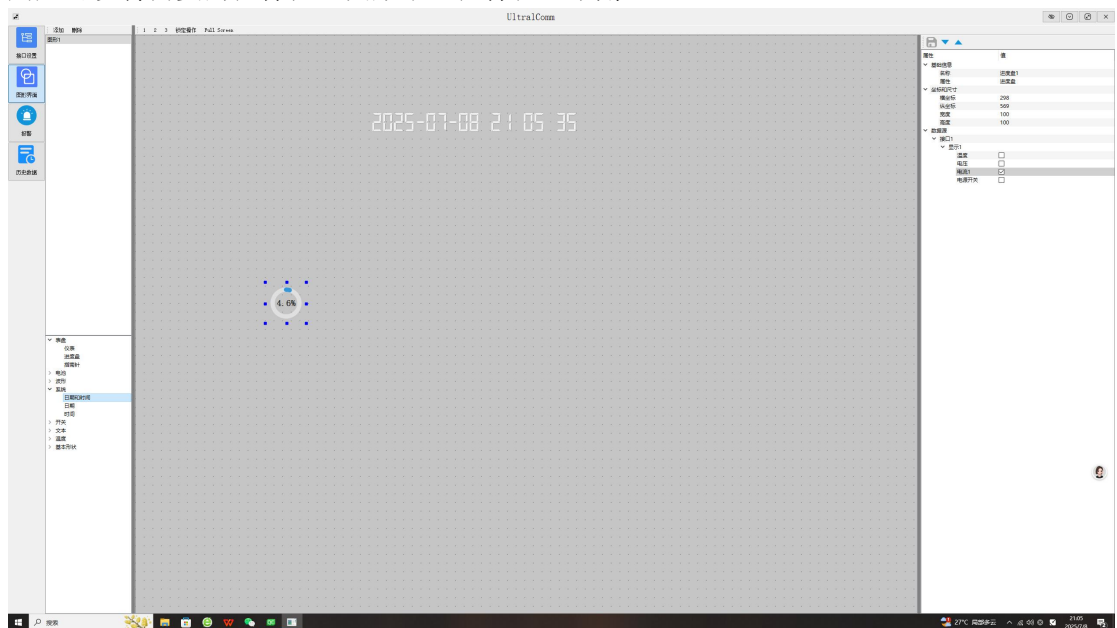 UltralComm
添加 删除
1 2 3 锁定操作 Full Screen
图形1
接口设置
图形界面
报警
历史数据
2025-07-08 21 05 35
4.6%
表盘
仪表
进度盘
指南针
电池
波形
系统
日期和时间
日期
时间
开关
文本
温度
基本形状
属性 值
基础信息
名称 进度盘1
属性 进度盘
坐标和尺寸
横坐标 298
纵坐标 569
宽度 100
高度 100
数据源
接口1
显示1
温度
电压
电流1
电源开关
搜索
27°C 局部多云
21:05
2025/7/8